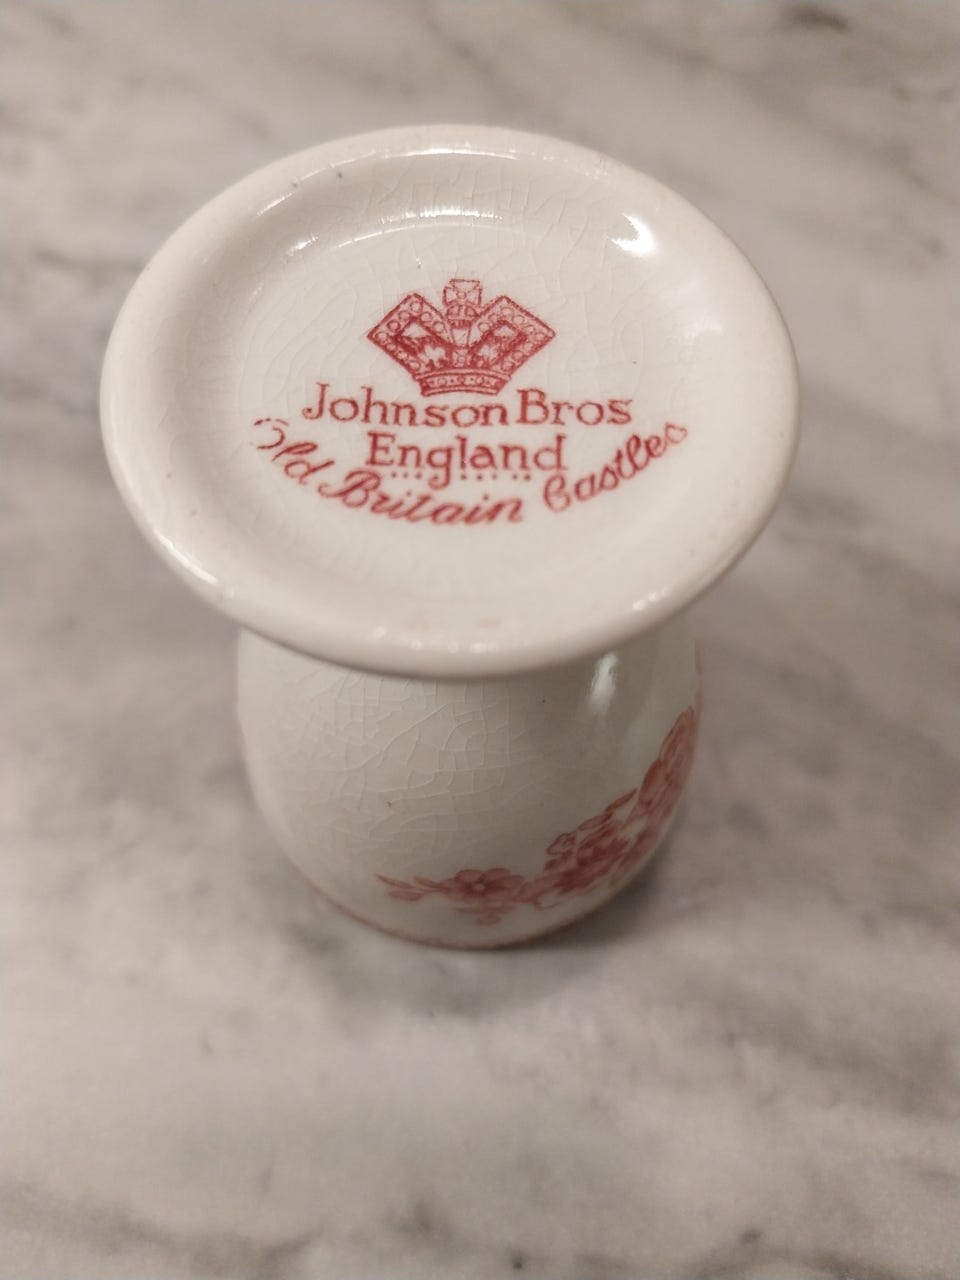 Johnson Bros
England
Old Britain Castles